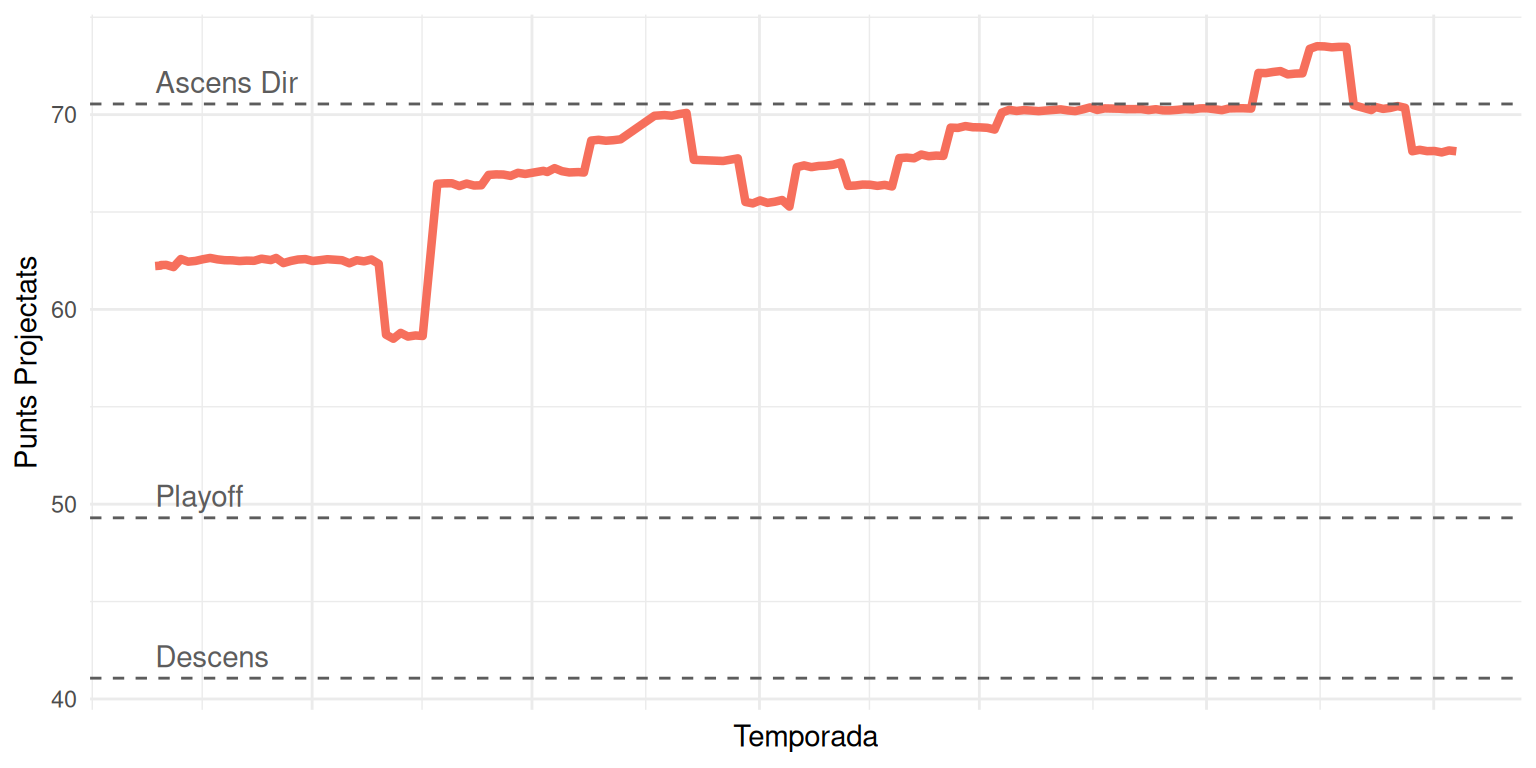 Ascens Dir
70
60
Playoff
50
Descens
40
Punts Projectats
Temporada